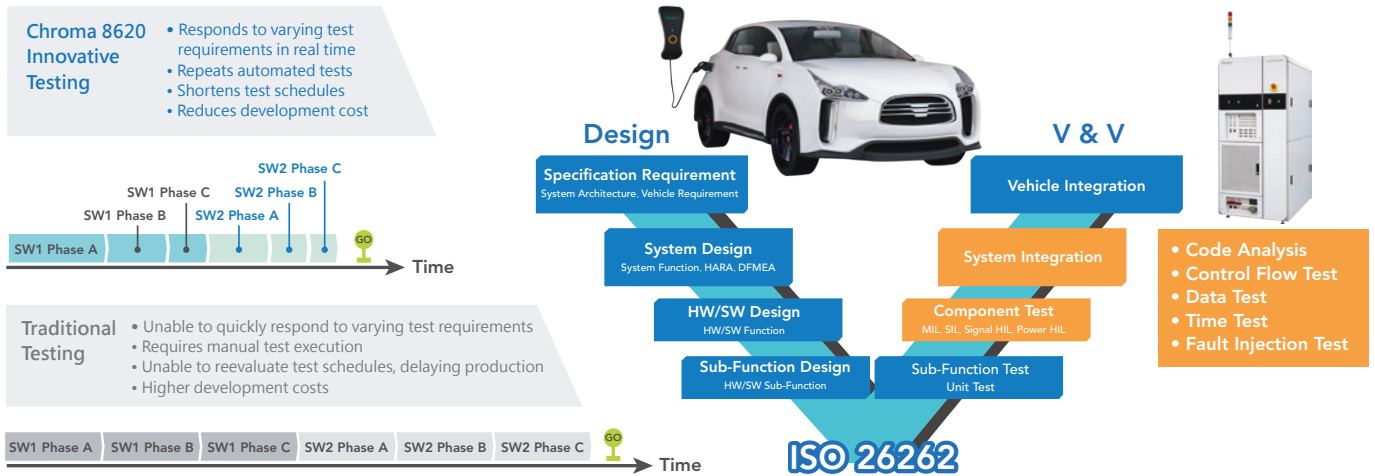 Chroma 8620
Innovative
Testing
• Responds to varying test
requirements in real time
• Repeats automated tests
• Shortens test schedules
• Reduces development cost
SW2 Phase C
SW1 Phase C
SW2 Phase B
SW1 Phase B
SW2 Phase A
SW1 Phase A
GO
Time
Traditional
Testing
• Unable to quickly respond to varying test requirements
• Requires manual test execution
• Unable to reevaluate test schedules, delaying production
• Higher development costs
SW1 Phase A
SW1 Phase B
SW1 Phase C
SW2 Phase A
SW2 Phase B
SW2 Phase C
GO
Time
Design
V & V
Specification Requirement
System Architecture, Vehicle Requirement
Vehicle Integration
System Design
System Function, HARA, DFMEA
System Integration
HW/SW Design
HW/SW Function
Component Test
MIL, SIL, Signal HIL, Power HIL
Sub-Function Design
HW/SW Sub-Function
Sub-Function Test
Unit Test
ISO 26262
• Code Analysis
• Control Flow Test
• Data Test
• Time Test
• Fault Injection Test